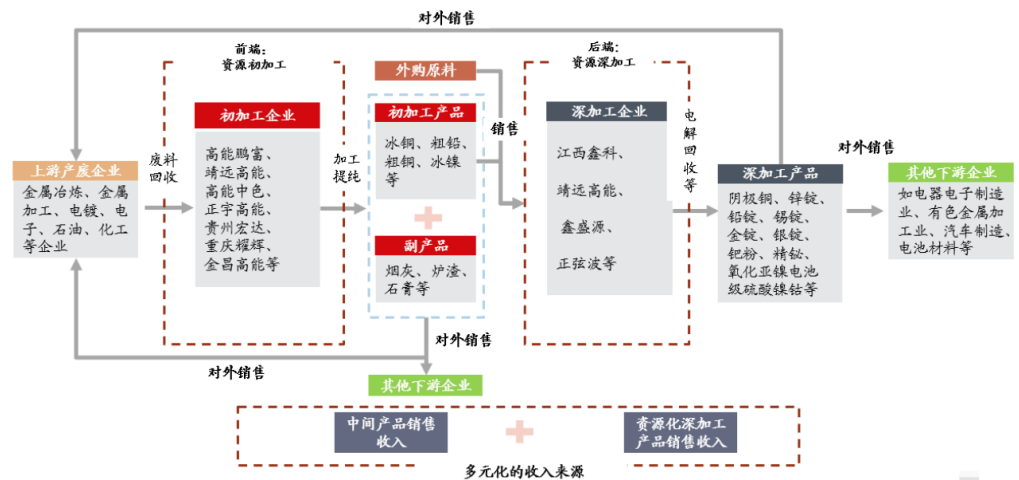 对外销售
前端：
资源初加工
后端：
资源深加工
上游产废企业
金属冶炼、金属
加工、电镀、电
子、石油、化工
等企业
废料
回收
初加工企业
高能鹏富、
靖远高能、
高能中色、
正宇高能、
贵州宏达、
重庆耀辉、
金昌高能等
加工
提纯
外购原料
初加工产品
冰铜、粗铅、
粗铜、冰镍
等
副产品
烟灰、炉渣、
石膏等
销售
深加工企业
江西鑫科、
靖远高能、
鑫盛源、
正弦波等
电解回收等
深加工产品
阴极铜、锌锭、
铅锭、锡锭、
金锭、银锭、
钯粉、精铋、
氧化亚镍电池
级硫酸镍钴等
对外销售
其他下游企业
如电器电子制造
业、有色金属加
工业、汽车制造、
电池材料等
对外销售
对外销售
其他下游企业
中间产品销售
收入
资源化深加工
产品销售收入
多元化的收入来源